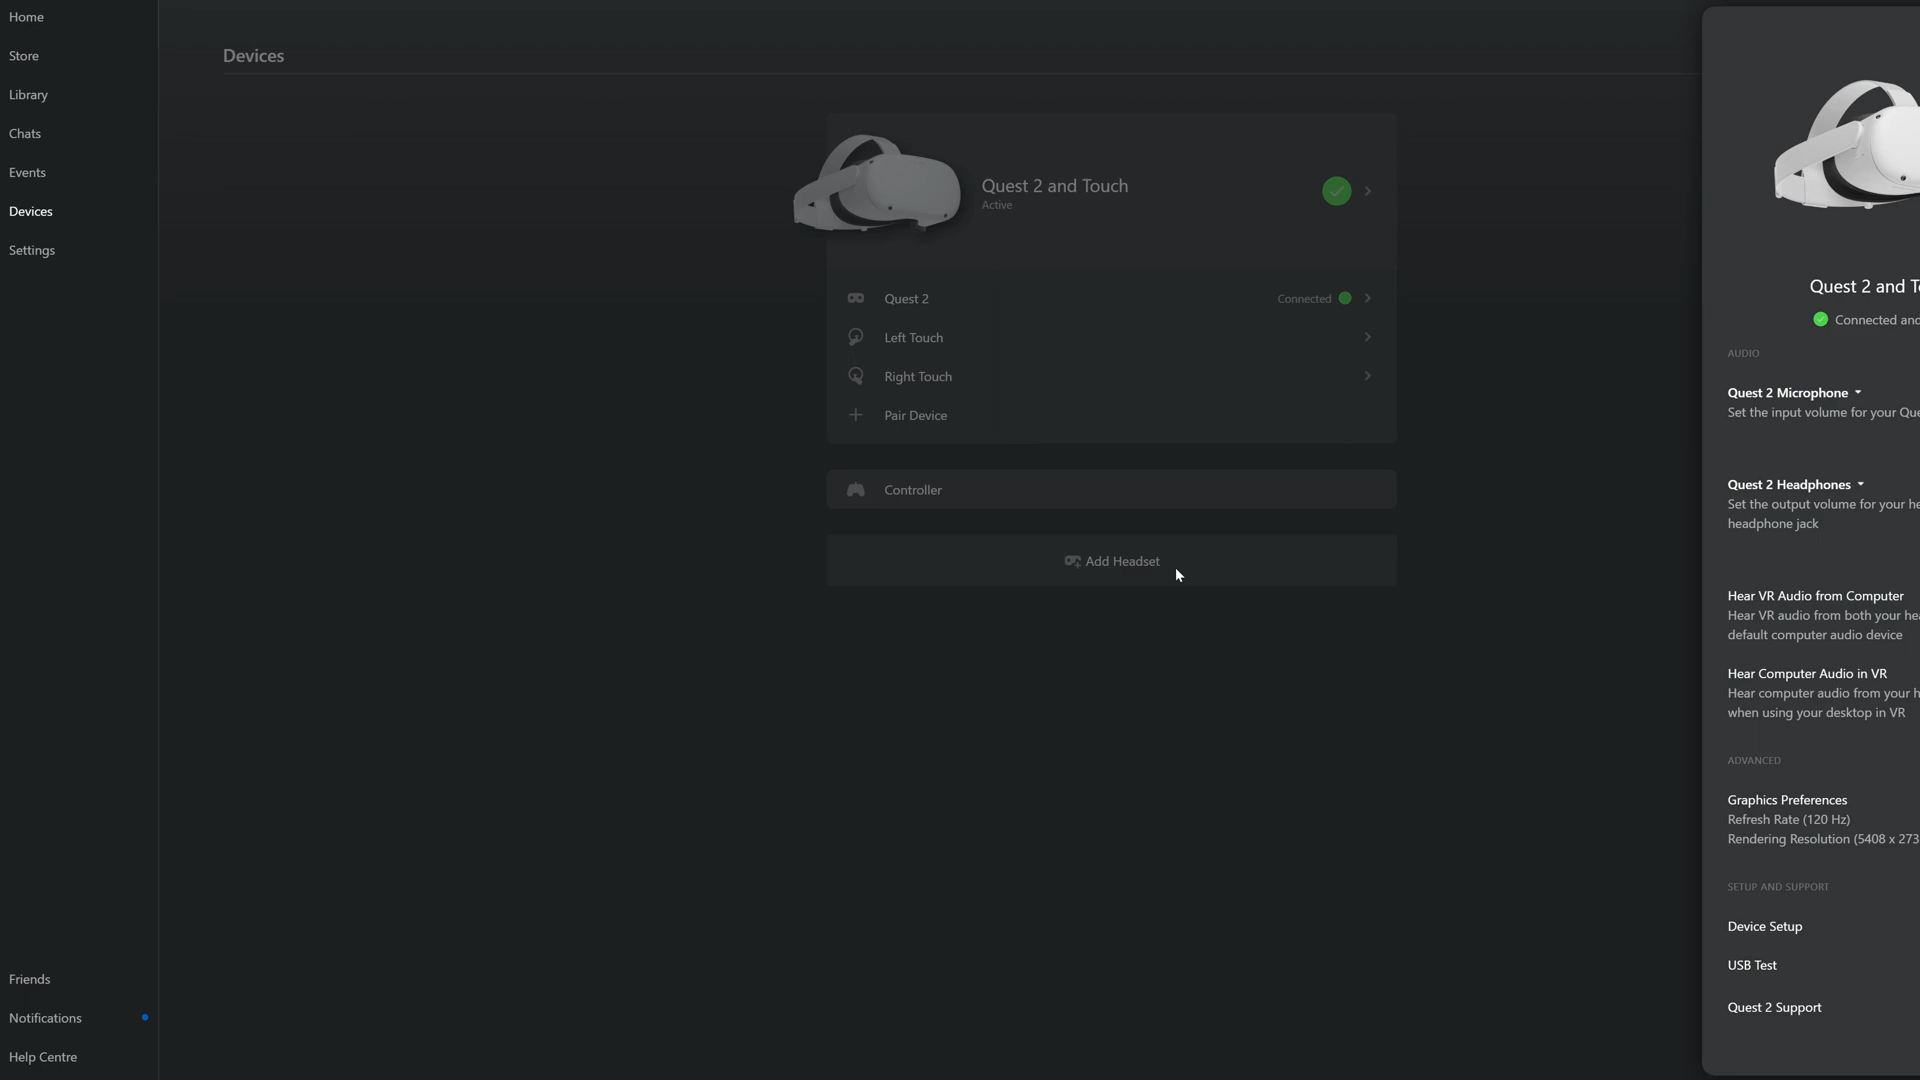 Home
Store
Library
Chats
Events
Devices
Settings
Friends
Notifications
Help Centre
Devices
Quest 2 and Touch
Active
Quest 2
Connected
Left Touch
Right Touch
Pair Device
Controller
Add Headset
Quest 2 and
Connected
AUDIO
Quest 2 Microphone
Set the input volume for your
Quest 2 Headphones
Set the output volume for your
headphone jack
Hear VR Audio from Computer
Hear VR audio from both your
default computer audio device
Hear Computer Audio in VR
Hear computer audio from your
when using your desktop in VR
ADVANCED
Graphics Preferences
Refresh Rate (120 Hz)
Rendering Resolution (5408 x 273
SETUP AND SUPPORT
Device Setup
USB Test
Quest 2 Support